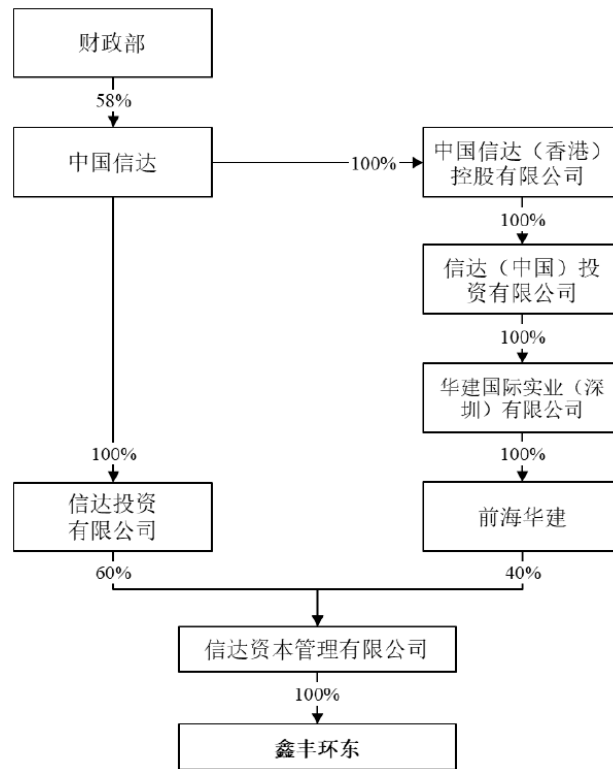 财政部
58%
中国信达
100%
中国信达（香港）
控股有限公司
100%
信达（中国）投
资有限公司
100%
华建国际实业（深
圳）有限公司
100%
100%
信达投资
有限公司
前海华建
60%
40%
信达资本管理有限公司
100%
鑫丰环东